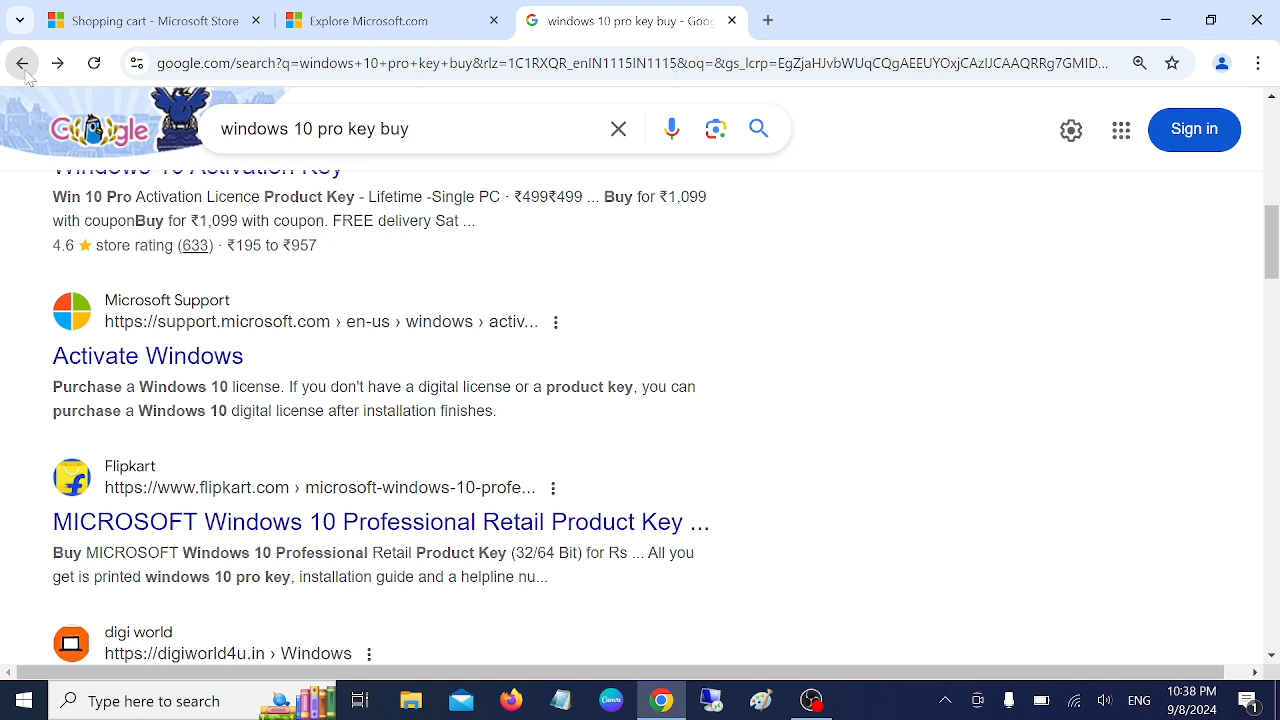 Shopping cart - Microsoft Store
Explore Microsoft.com
windows 10 pro key buy - Goog
google.com/search?q=windows+10+pro+key+buy&rlz=1C1RXQR_enIN1115IN1115&oq=&gs_lcrp=EgZjaHJvbWUqCQgAEEUYOxjCAzIJCAAQRRg7GMID...
Google
windows 10 pro key buy
Sign in
Windows 10 Activation Key
Win 10 Pro Activation Licence Product Key - Lifetime -Single PC · ₹499₹499 ... Buy for ₹1,099
with couponBuy for ₹1,099 with coupon. FREE delivery Sat ...
4.6 ★ store rating (633) · ₹195 to ₹957
Microsoft Support
https://support.microsoft.com › en-us › windows › activ...
Activate Windows
Purchase a Windows 10 license. If you don't have a digital license or a product key, you can
purchase a Windows 10 digital license after installation finishes.
Flipkart
https://www.flipkart.com › microsoft-windows-10-profe...
MICROSOFT Windows 10 Professional Retail Product Key ...
Buy MICROSOFT Windows 10 Professional Retail Product Key (32/64 Bit) for Rs ... All you
get is printed windows 10 pro key, installation guide and a helpline nu...
digi world
https://digiworld4u.in › Windows
Type here to search
Canva
ENG
10:38 PM
9/8/2024
1